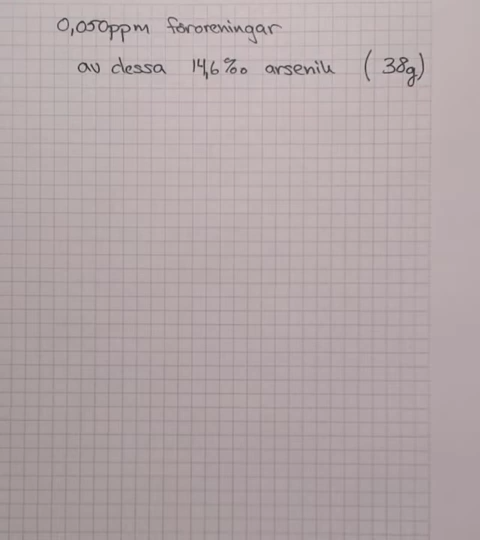 0,050ppm föroreningar
av dessa 14,6‰ arsenik (38g)